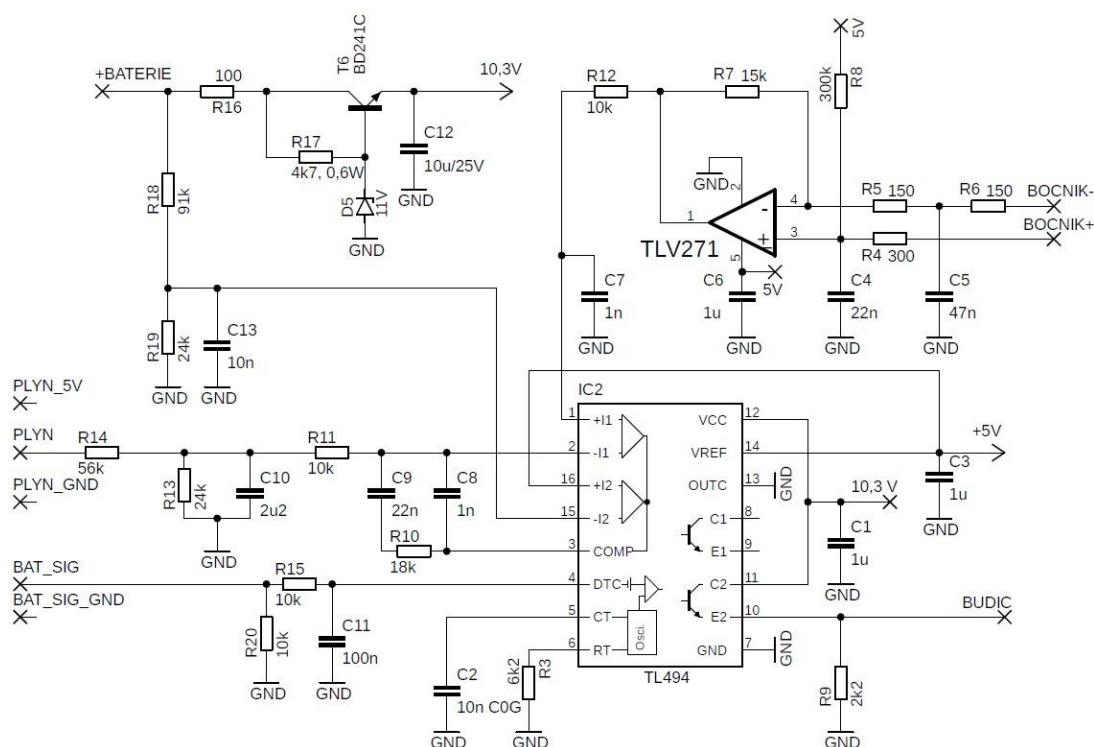 +BATERIE
100
R16
T6
BD241C
10,3V
R17
4k7, 0,6W
C12
10u/25V
GND
D5
11V
GND
R18
91k
R19
24k
GND
C13
10n
GND
R12
10k
R7 15k
5V
R8
300k
GND
2
1
4
3
5
-
+
TLV271
R5 150
R6 150
BOCNIK-
BOCNIK+
R4 300
C7
1n
GND
C6
1u
5V
GND
C4
22n
GND
C5
47n
GND
PLYN_5V
PLYN
R14
56k
PLYN_GND
R13
24k
C10
2u2
GND
R11
10k
C9
22n
C8
1n
R10
18k
BAT_SIG
BAT_SIG_GND
R15
10k
R20
10k
GND
C11
100n
GND
IC2
1 +I1
2 -I1
16 +I2
15 -I2
3 COMP
4 DTC
5 CT
6 RT
Osci.
VCC 12
VREF 14
OUTC 13
C1 8
E1 9
C2 11
E2 10
GND 7
TL494
GND
GND
+5V
C3
1u
GND
10,3 V
C1
1u
GND
BUDIC
R9
2k2
GND
C2
10n C0G
GND
6k2
R3
GND